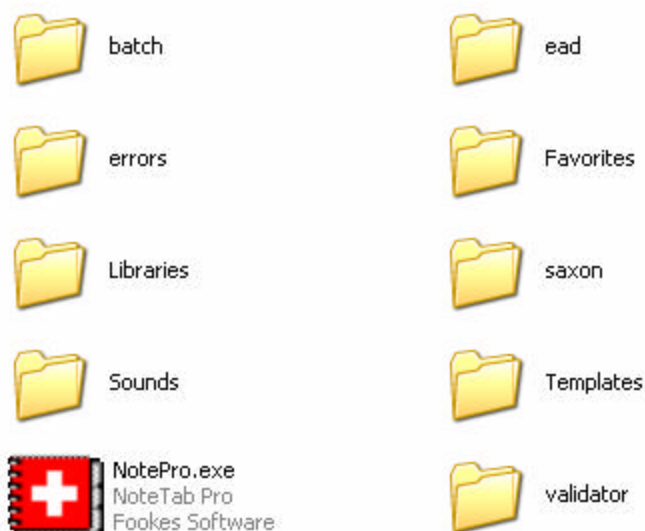 batch
ead
errors
Favorites
Libraries
saxon
Sounds
Templates
NotePro.exe
NoteTab Pro
Fookes Software
validator